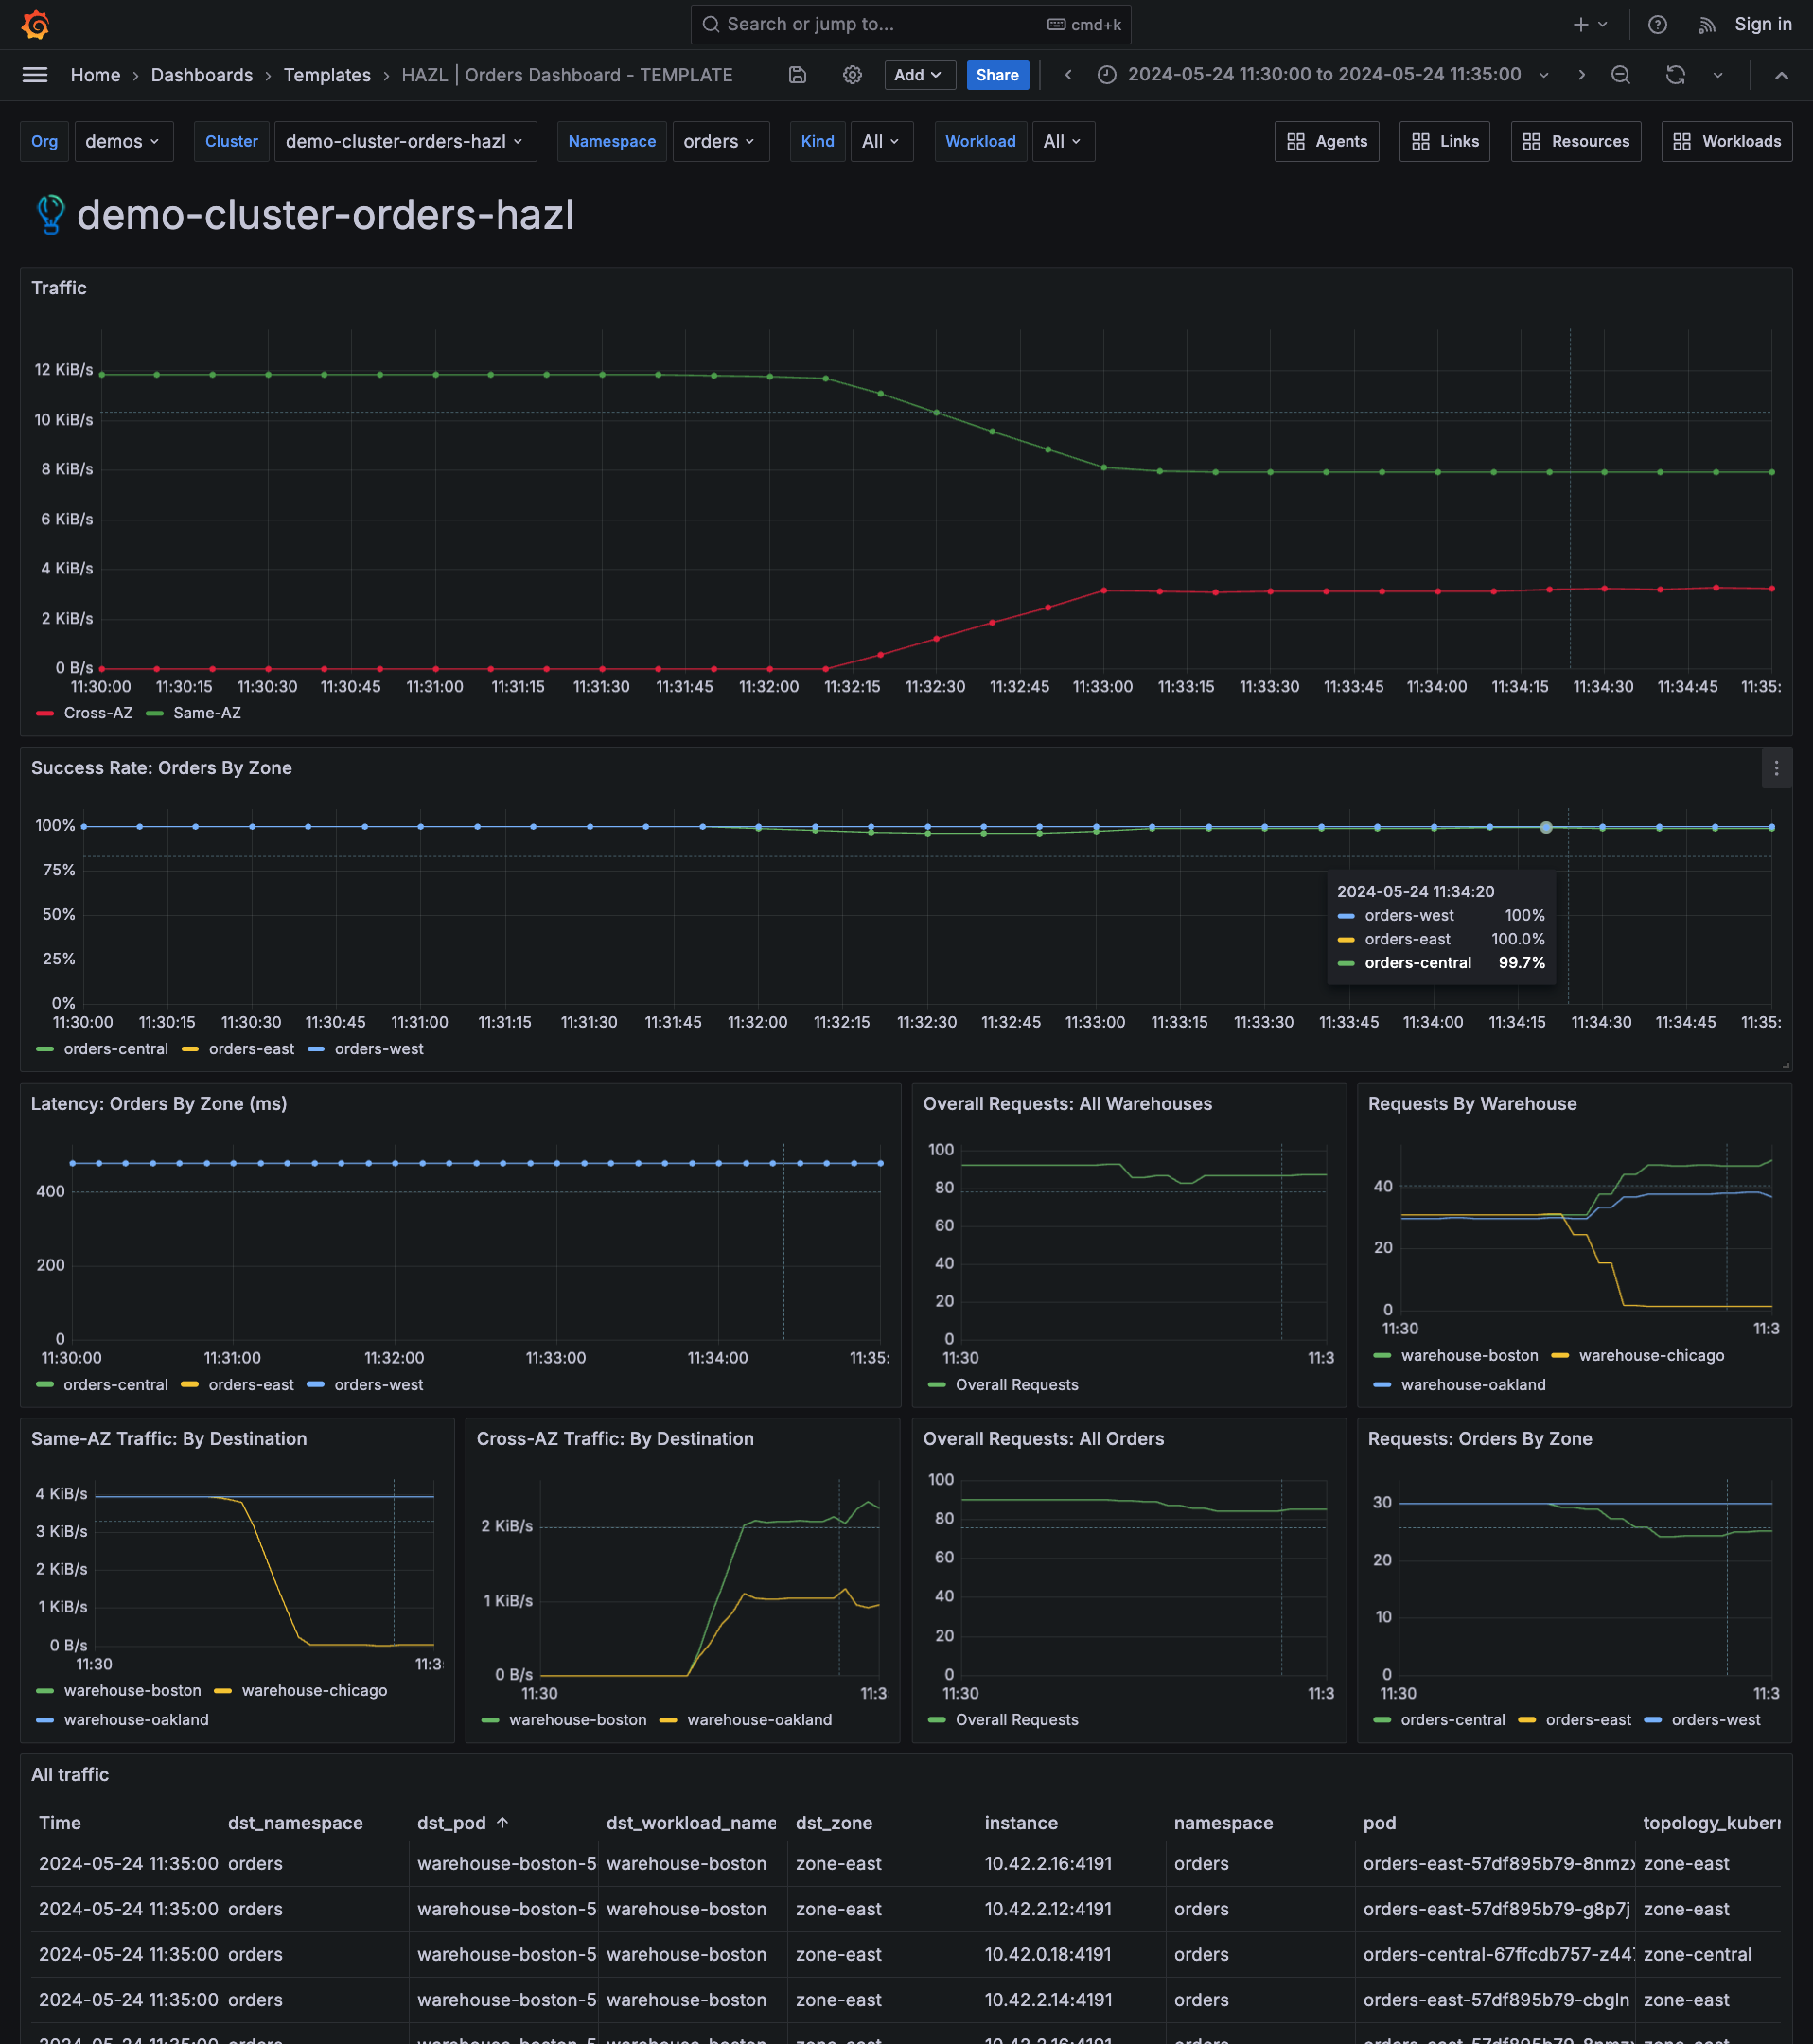 Search or jump to... cmd+k Sign in
Home › Dashboards › Templates › HAZL | Orders Dashboard - TEMPLATE Add Share 2024-05-24 11:30:00 to 2024-05-24 11:35:00
Org demos Cluster demo-cluster-orders-hazl Namespace orders Kind All Workload All Agents Links Resources Workloads
demo-cluster-orders-hazl
Traffic
12 KiB/s
10 KiB/s
8 KiB/s
6 KiB/s
4 KiB/s
2 KiB/s
0 B/s
11:30:00 11:30:15 11:30:30 11:30:45 11:31:00 11:31:15 11:31:30 11:31:45 11:32:00 11:32:15 11:32:30 11:32:45 11:33:00 11:33:15 11:33:30 11:33:45 11:34:00 11:34:15 11:34:30 11:34:45 11:35:
Cross-AZ Same-AZ
Success Rate: Orders By Zone
100%
75%
50%
25%
0%
2024-05-24 11:34:20
orders-west 100%
orders-east 100.0%
orders-central 99.7%
11:30:00 11:30:15 11:30:30 11:30:45 11:31:00 11:31:15 11:31:30 11:31:45 11:32:00 11:32:15 11:32:30 11:32:45 11:33:00 11:33:15 11:33:30 11:33:45 11:34:00 11:34:15 11:34:30 11:34:45 11:35:
orders-central orders-east orders-west
Latency: Orders By Zone (ms)
400
200
0
11:30:00 11:31:00 11:32:00 11:33:00 11:34:00 11:35:
orders-central orders-east orders-west
Overall Requests: All Warehouses
100
80
60
40
20
0
11:30 11:3
Overall Requests
Requests By Warehouse
40
20
0
11:30 11:3
warehouse-boston warehouse-chicago
warehouse-oakland
Same-AZ Traffic: By Destination
4 KiB/s
3 KiB/s
2 KiB/s
1 KiB/s
0 B/s
11:30 11:3
warehouse-boston warehouse-chicago
warehouse-oakland
Cross-AZ Traffic: By Destination
2 KiB/s
1 KiB/s
0 B/s
11:30 11:3
warehouse-boston warehouse-oakland
Overall Requests: All Orders
100
80
60
40
20
0
11:30 11:3
Overall Requests
Requests: Orders By Zone
30
20
10
0
11:30 11:3
orders-central orders-east orders-west
All traffic
Time dst_namespace dst_pod ↑ dst_workload_name dst_zone instance namespace pod topology_kuber
2024-05-24 11:35:00 orders warehouse-boston-5 warehouse-boston zone-east 10.42.2.16:4191 orders orders-east-57df895b79-8nmzx zone-east
2024-05-24 11:35:00 orders warehouse-boston-5 warehouse-boston zone-east 10.42.2.12:4191 orders orders-east-57df895b79-g8p7j zone-east
2024-05-24 11:35:00 orders warehouse-boston-5 warehouse-boston zone-east 10.42.0.18:4191 orders orders-central-67ffcdb757-z44 zone-central
2024-05-24 11:35:00 orders warehouse-boston-5 warehouse-boston zone-east 10.42.2.14:4191 orders orders-east-57df895b79-cbgln zone-east